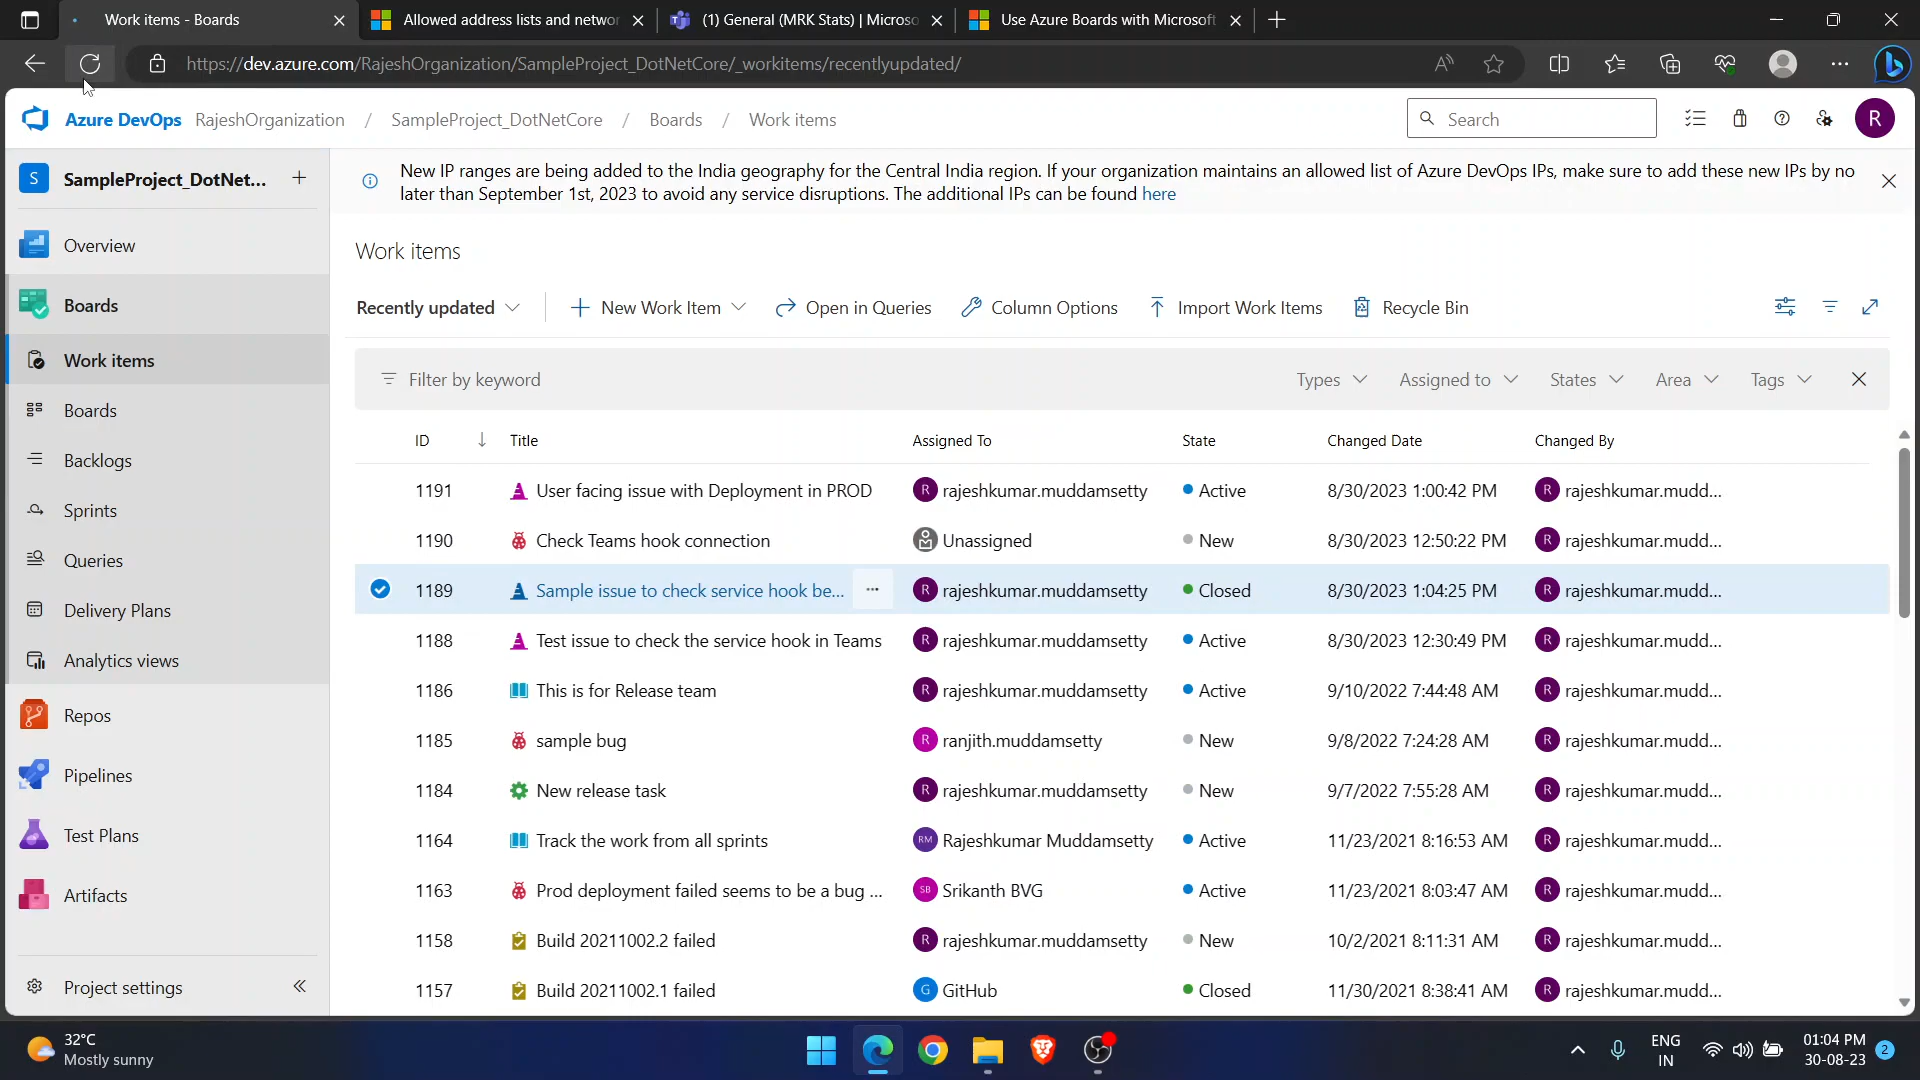 Work items - Boards
Allowed address lists and networ
(1) General (MRK Stats) | Microso
Use Azure Boards with Microsoft
https://dev.azure.com/RajeshOrganization/SampleProject_DotNetCore/_workitems/recentlyupdated/
Azure DevOps RajeshOrganization / SampleProject_DotNetCore / Boards / Work items
Search
R
S SampleProject_DotNet...
New IP ranges are being added to the India geography for the Central India region. If your organization maintains an allowed list of Azure DevOps IPs, make sure to add these new IPs by no
later than September 1st, 2023 to avoid any service disruptions. The additional IPs can be found here
Overview
Boards
Work items
Boards
Backlogs
Sprints
Queries
Delivery Plans
Analytics views
Repos
Pipelines
Test Plans
Artifacts
Project settings
Work items
Recently updated
New Work Item
Open in Queries
Column Options
Import Work Items
Recycle Bin
Filter by keyword
Types
Assigned to
States
Area
Tags
ID Title Assigned To State Changed Date Changed By
1191 User facing issue with Deployment in PROD R rajeshkumar.muddamsetty Active 8/30/2023 1:00:42 PM R rajeshkumar.mudd...
1190 Check Teams hook connection Unassigned New 8/30/2023 12:50:22 PM R rajeshkumar.mudd...
1189 Sample issue to check service hook be... R rajeshkumar.muddamsetty Closed 8/30/2023 1:04:25 PM R rajeshkumar.mudd...
1188 Test issue to check the service hook in Teams R rajeshkumar.muddamsetty Active 8/30/2023 12:30:49 PM R rajeshkumar.mudd...
1186 This is for Release team R rajeshkumar.muddamsetty Active 9/10/2022 7:44:48 AM R rajeshkumar.mudd...
1185 sample bug R ranjith.muddamsetty New 9/8/2022 7:24:28 AM R rajeshkumar.mudd...
1184 New release task R rajeshkumar.muddamsetty New 9/7/2022 7:55:28 AM R rajeshkumar.mudd...
1164 Track the work from all sprints RM Rajeshkumar Muddamsetty Active 11/23/2021 8:16:53 AM R rajeshkumar.mudd...
1163 Prod deployment failed seems to be a bug ... SB Srikanth BVG Active 11/23/2021 8:03:47 AM R rajeshkumar.mudd...
1158 Build 20211002.2 failed R rajeshkumar.muddamsetty New 10/2/2021 8:11:31 AM R rajeshkumar.mudd...
1157 Build 20211002.1 failed G GitHub Closed 11/30/2021 8:38:41 AM R rajeshkumar.mudd...
32°C
Mostly sunny
ENG
IN
01:04 PM
30-08-23
2